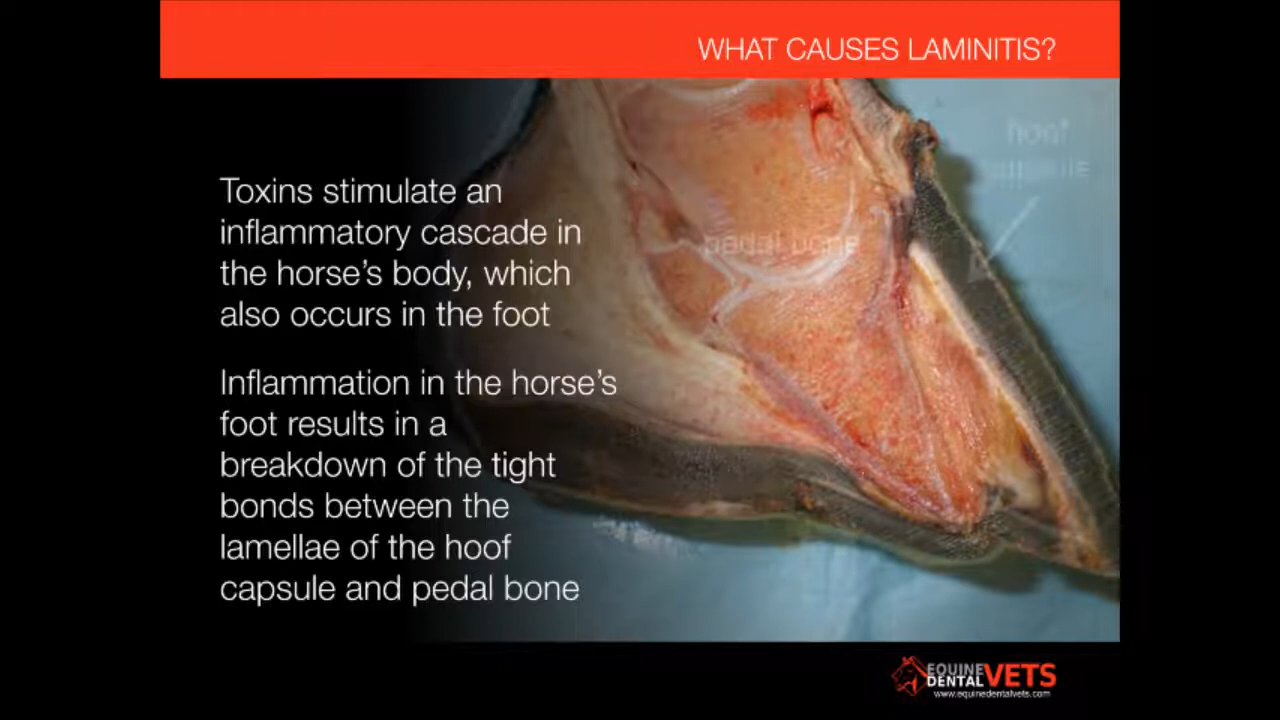 WHAT CAUSES LAMINITIS?
Toxins stimulate an
inflammatory cascade in
the horse's body, which
also occurs in the foot
Inflammation in the horse's
foot results in a
breakdown of the tight
bonds between the
lamellae of the hoof
capsule and pedal bone
hoof
pedal bone
EQUINE
DENTAL VETS
www.equinedentalvets.com